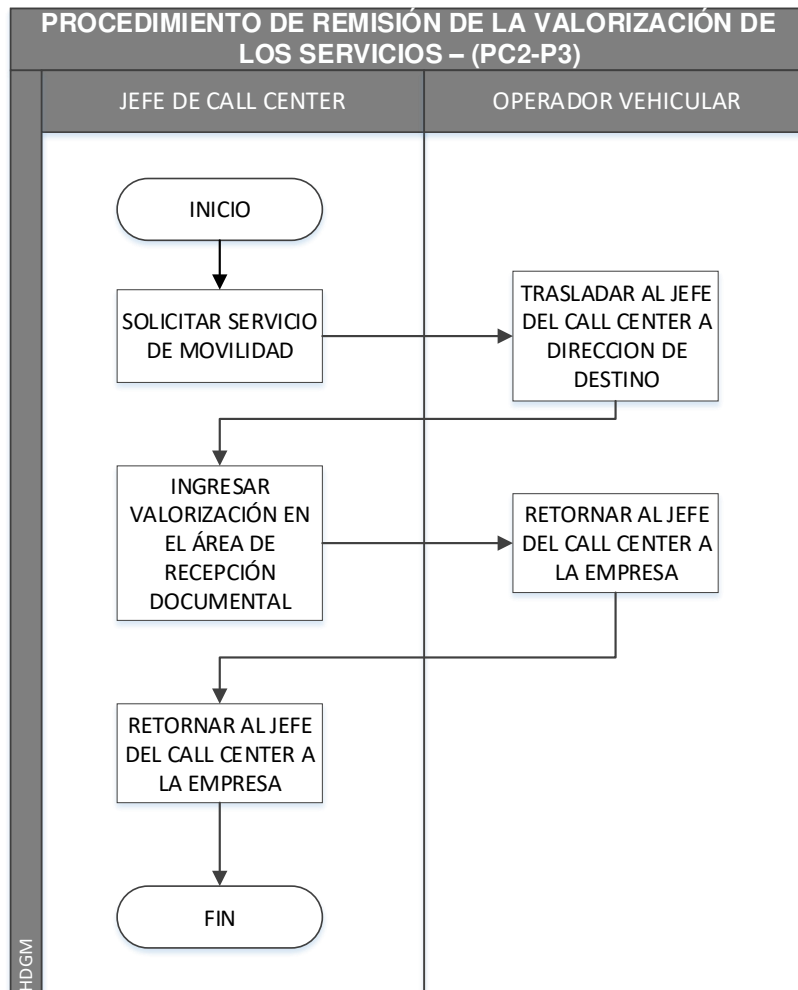 PROCEDIMIENTO DE REMISIÓN DE LA VALORIZACIÓN DE
LOS SERVICIOS – (PC2-P3)
JEFE DE CALL CENTER
OPERADOR VEHICULAR
INICIO
SOLICITAR SERVICIO
DE MOVILIDAD
TRASLADAR AL JEFE
DEL CALL CENTER A
DIRECCION DE
DESTINO
INGRESAR
VALORIZACIÓN EN
EL ÁREA DE
RECEPCIÓN
DOCUMENTAL
RETORNAR AL JEFE
DEL CALL CENTER A
LA EMPRESA
RETORNAR AL JEFE
DEL CALL CENTER A
LA EMPRESA
FIN
HDGM